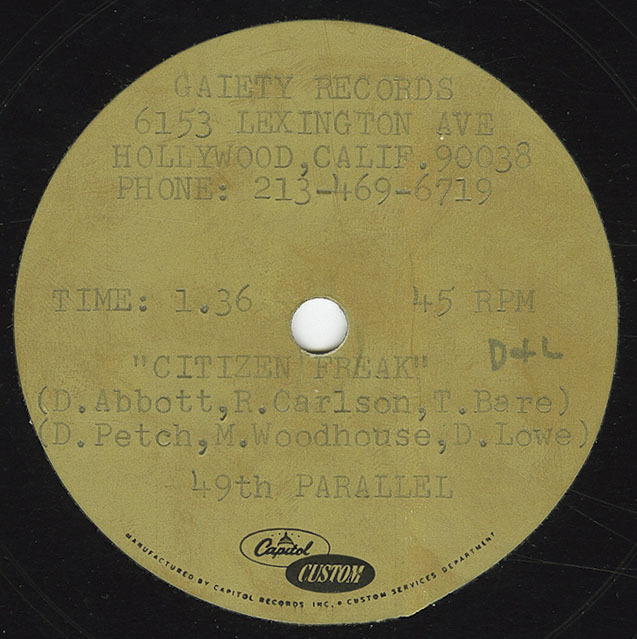 GAIETY RECORDS
6153 LEXINGTON AVE
HOLLYWOOD,CALIF.90038
PHONE: 213-469-6719
TIME: 1.36 45 RPM
"CITIZEN FREAK" D+L
(D.Abbott,R.Carlson,T.Bare)
(D.Petch,M.Woodhouse,D.Lowe)
49th PARALLEL
Capitol
CUSTOM
MANUFACTURED BY CAPITOL RECORDS INC. • CUSTOM SERVICES DEPARTMENT